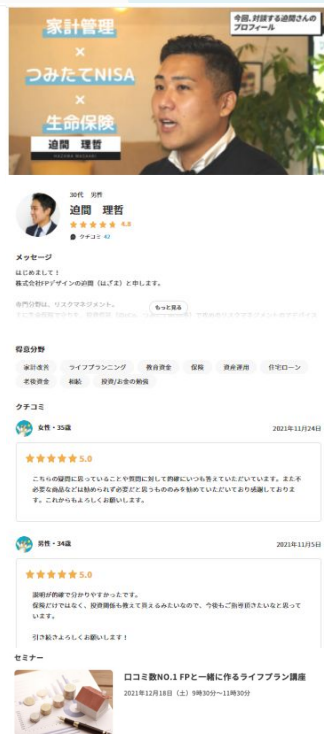 今回、対談する迫間さんの
プロフィール
家計管理
×
つみたてNISA
×
生命保険
迫間 理哲
HAZAMA MASAAKI
30代 男性
迫間 理哲
4.8
クチコミ 42
メッセージ
はじめまして！
株式会社FPデザインの迫間（はざま）と申します。
専門分野は、リスクマネジメント。
もっと見る
得意分野
家計改善 ライフプランニング 教育資金 保険 資産運用 住宅ローン
老後資金 相続 投資/お金の勉強
クチコミ
女性・35歳 2021年11月24日
★★★★★5.0
こちらの疑問に思っていることや質問に対して的確にいつも答えていただいています。また不
必要な商品などは勧められず必要だと思うもののみを勧めていただいており感謝しておりま
す。これからもよろしくお願いします。
男性・34歳 2021年11月5日
★★★★★5.0
説明が的確で分かりやすかったです。
保険だけではなく、投資関係も教えて貰えるみたいなので、今後もご指導頂きたいなと思って
います。
引き続きよろしくお願いします！
セミナー
口コミ数NO.1 FPと一緒に作るライフプラン講座
2021年12月18日（土）9時30分〜11時30分